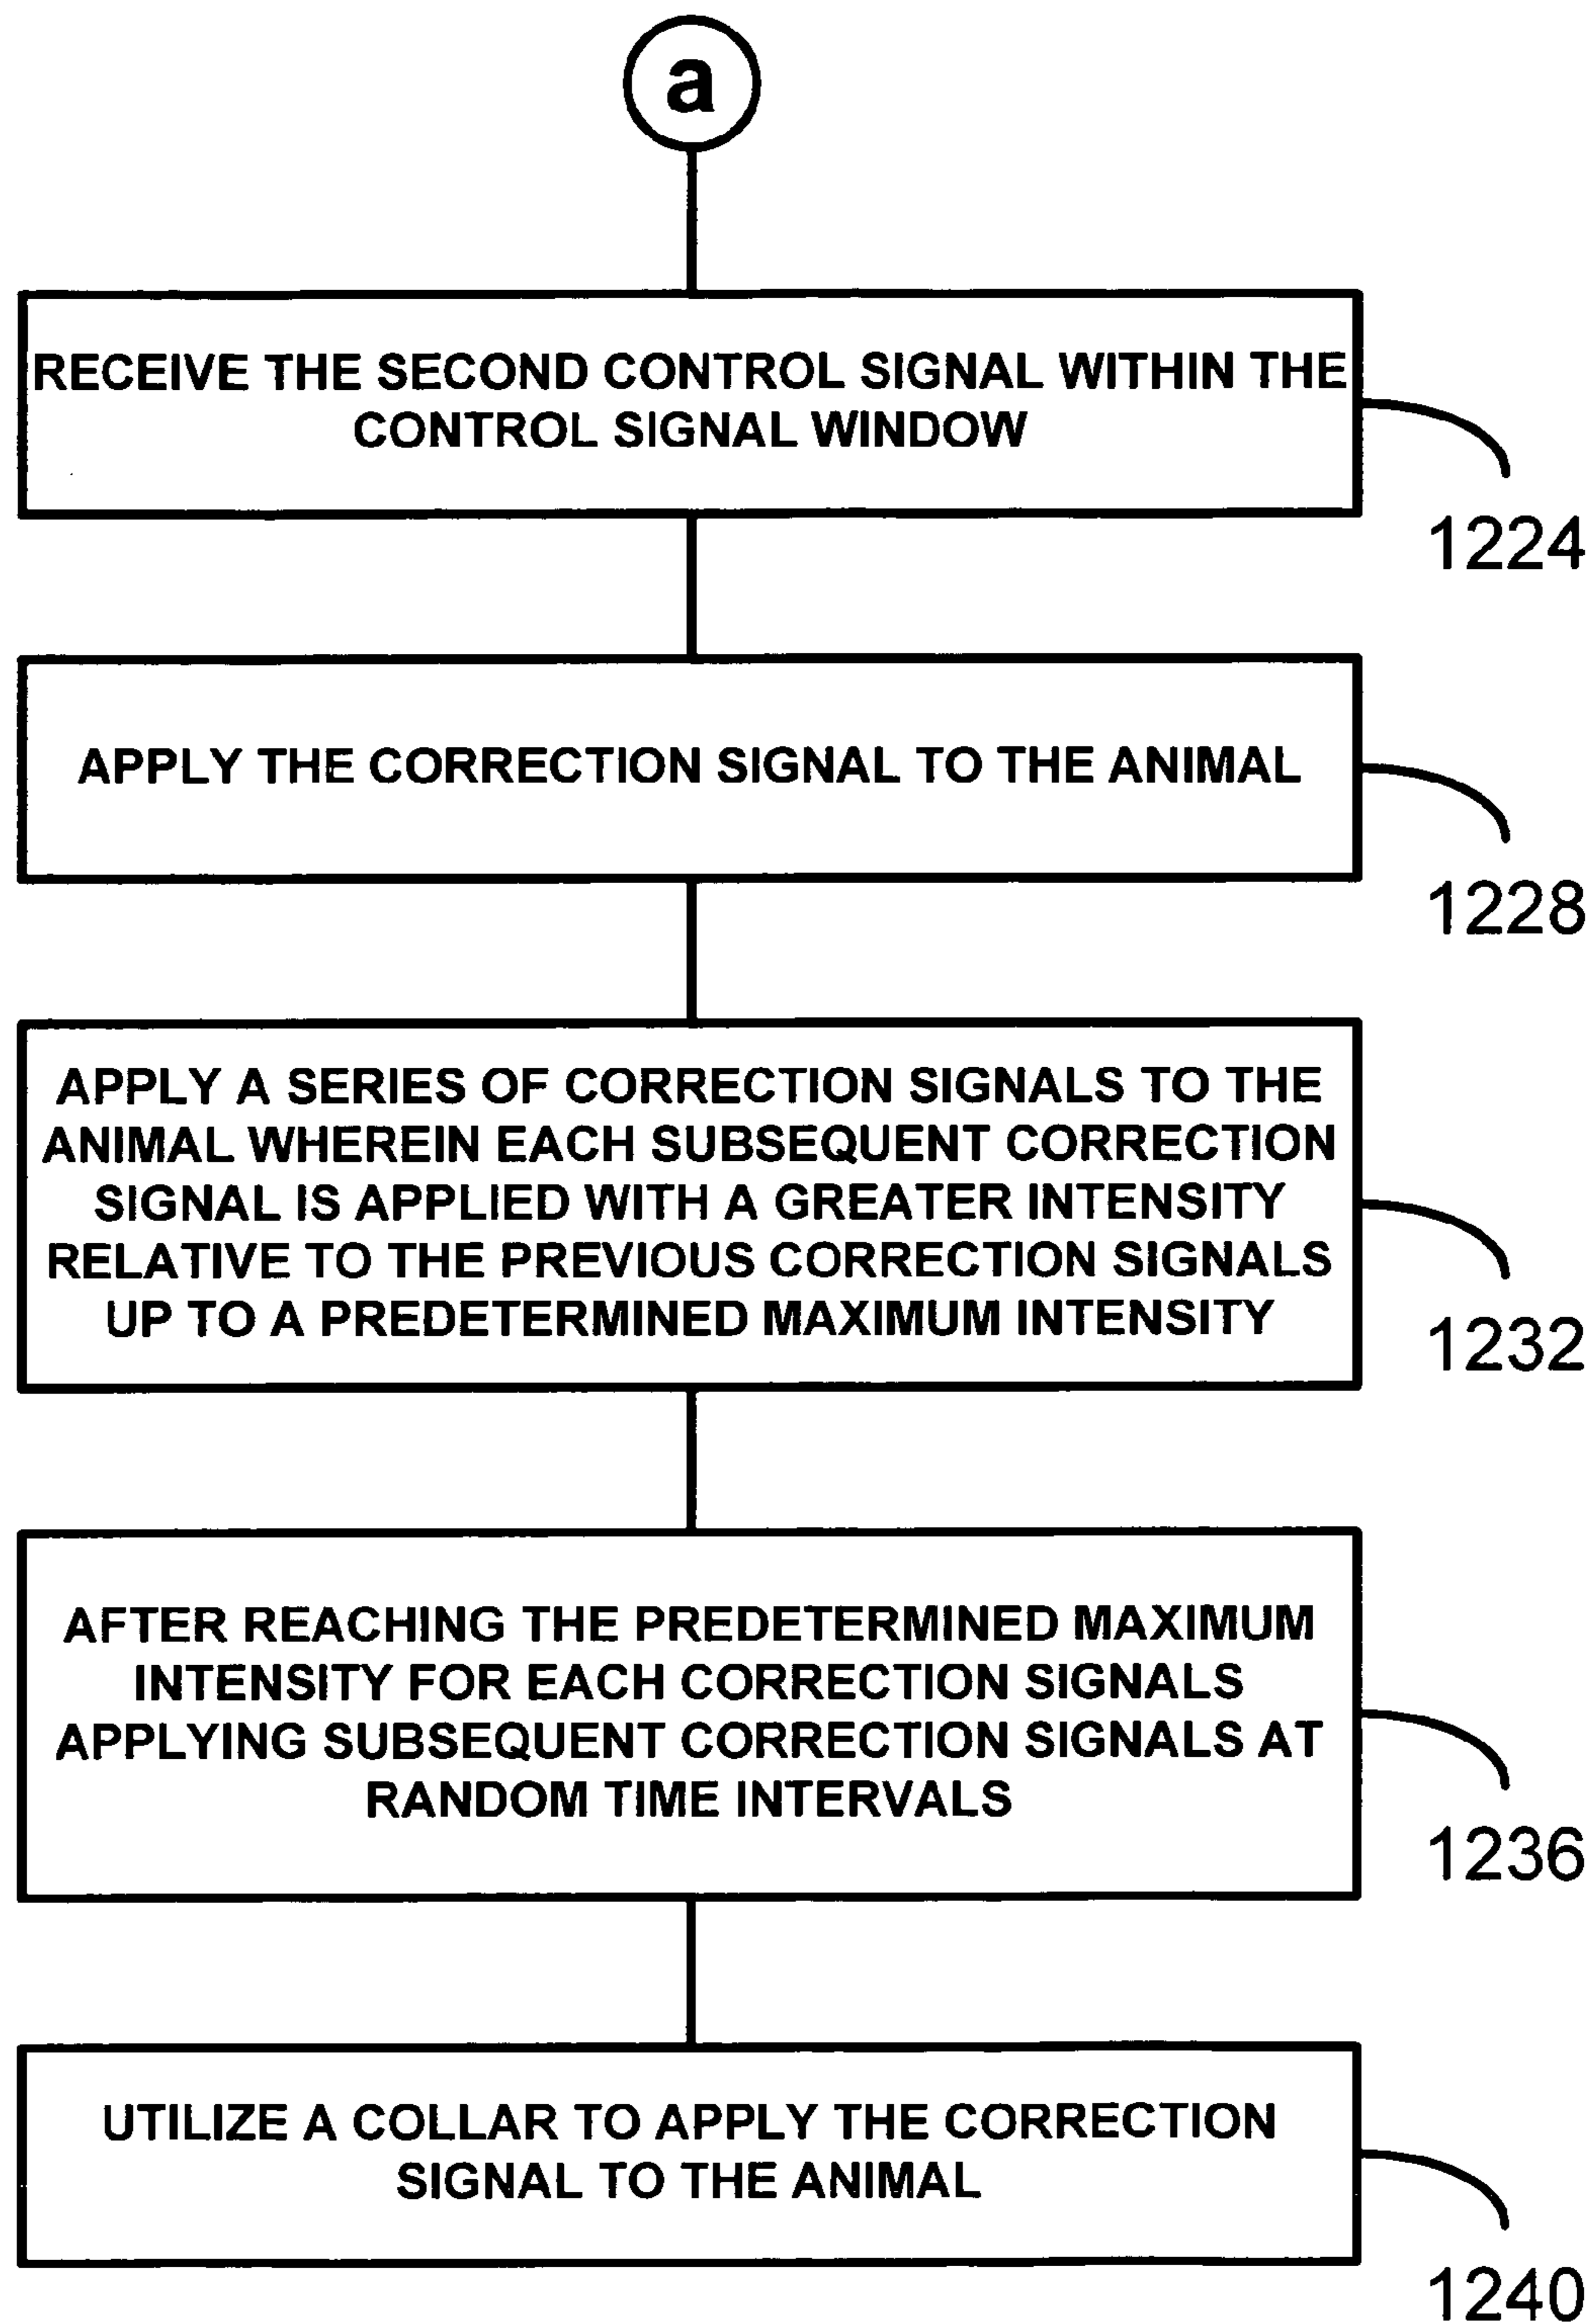 a
RECEIVE THE SECOND CONTROL SIGNAL WITHIN THE
CONTROL SIGNAL WINDOW
1224
APPLY THE CORRECTION SIGNAL TO THE ANIMAL
1228
APPLY A SERIES OF CORRECTION SIGNALS TO THE
ANIMAL WHEREIN EACH SUBSEQUENT CORRECTION
SIGNAL IS APPLIED WITH A GREATER INTENSITY
RELATIVE TO THE PREVIOUS CORRECTION SIGNALS
UP TO A PREDETERMINED MAXIMUM INTENSITY
1232
AFTER REACHING THE PREDETERMINED MAXIMUM
INTENSITY FOR EACH CORRECTION SIGNALS
APPLYING SUBSEQUENT CORRECTION SIGNALS AT
RANDOM TIME INTERVALS
1236
UTILIZE A COLLAR TO APPLY THE CORRECTION
SIGNAL TO THE ANIMAL
1240